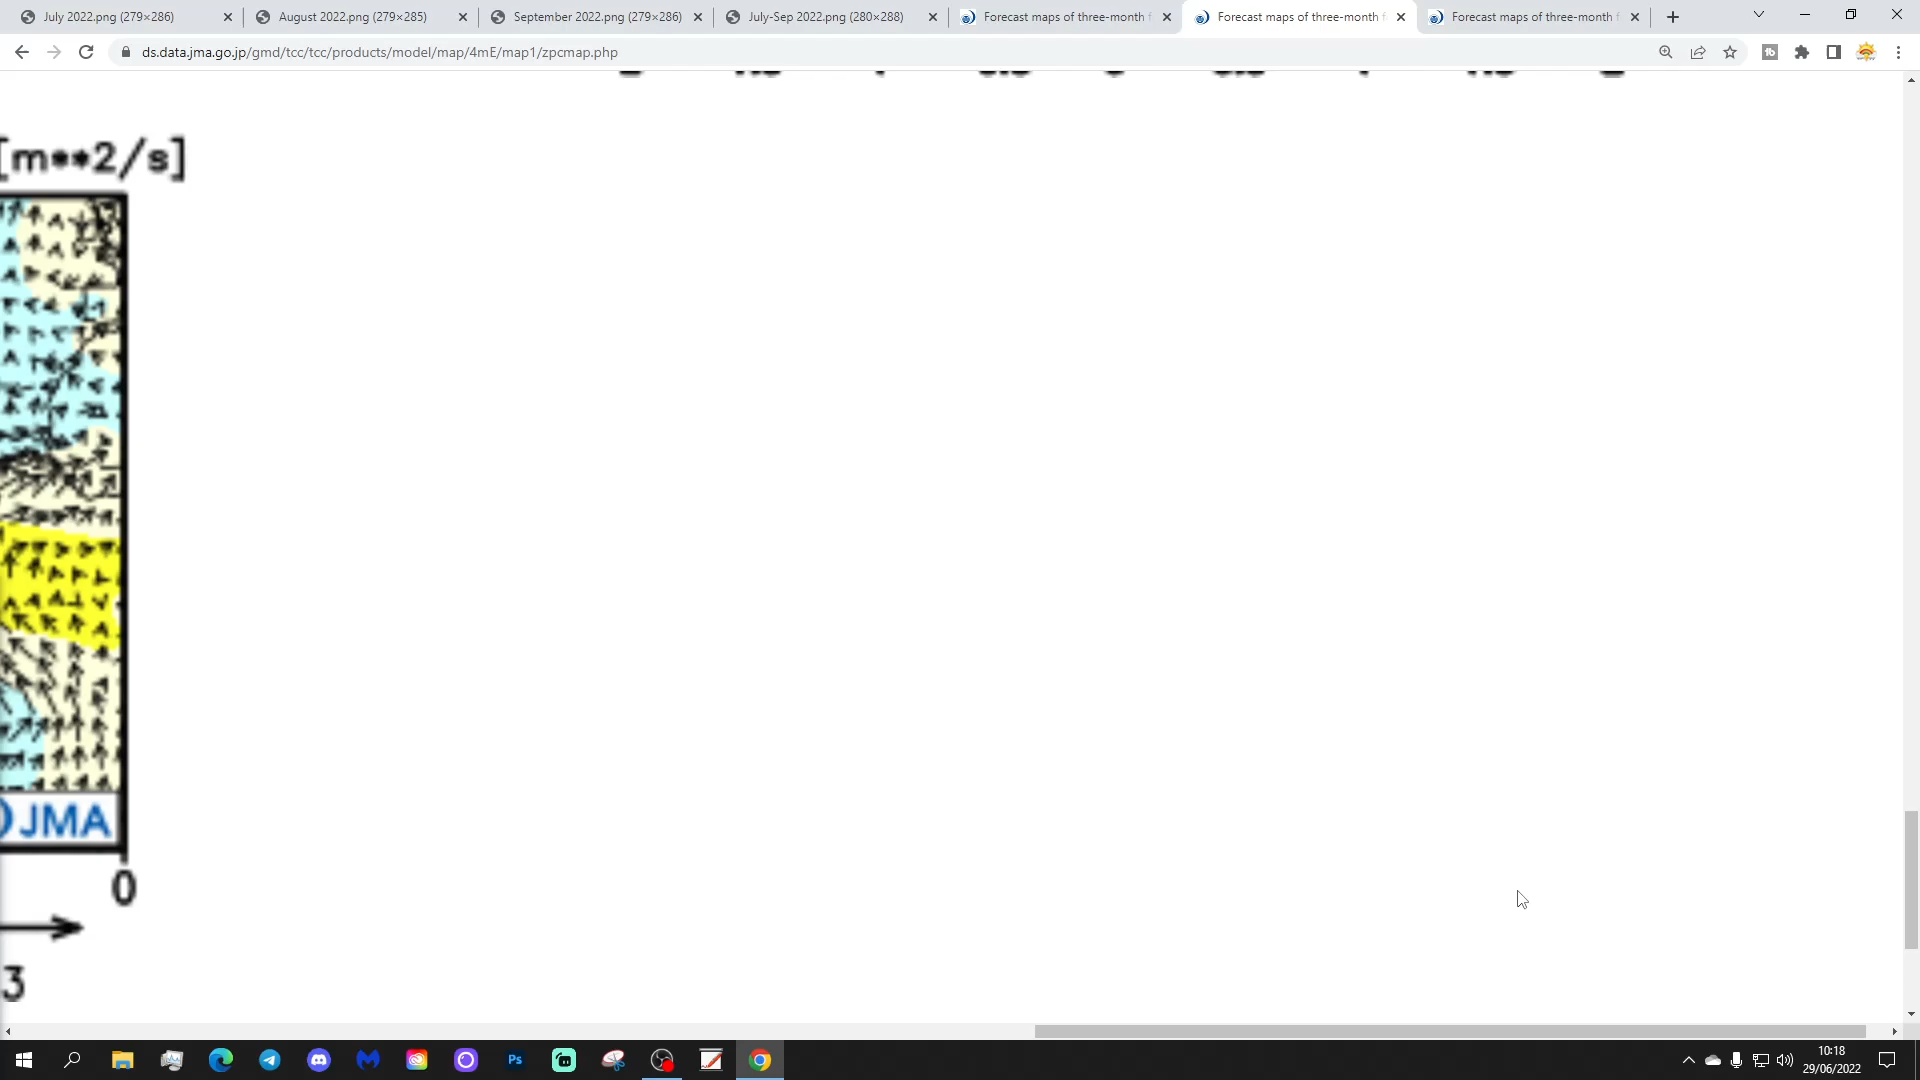 July 2022.png (279×286)
August 2022.png (279×285)
September 2022.png (279×286)
July-Sep 2022.png (280×288)
Forecast maps of three-month f
Forecast maps of three-month f
Forecast maps of three-month f
ds.data.jma.go.jp/gmd/tcc/tcc/products/model/map/4mE/map1/zpcmap.php
[m**2/s]
JMA
0
3
Ps
10:18
29/06/2022